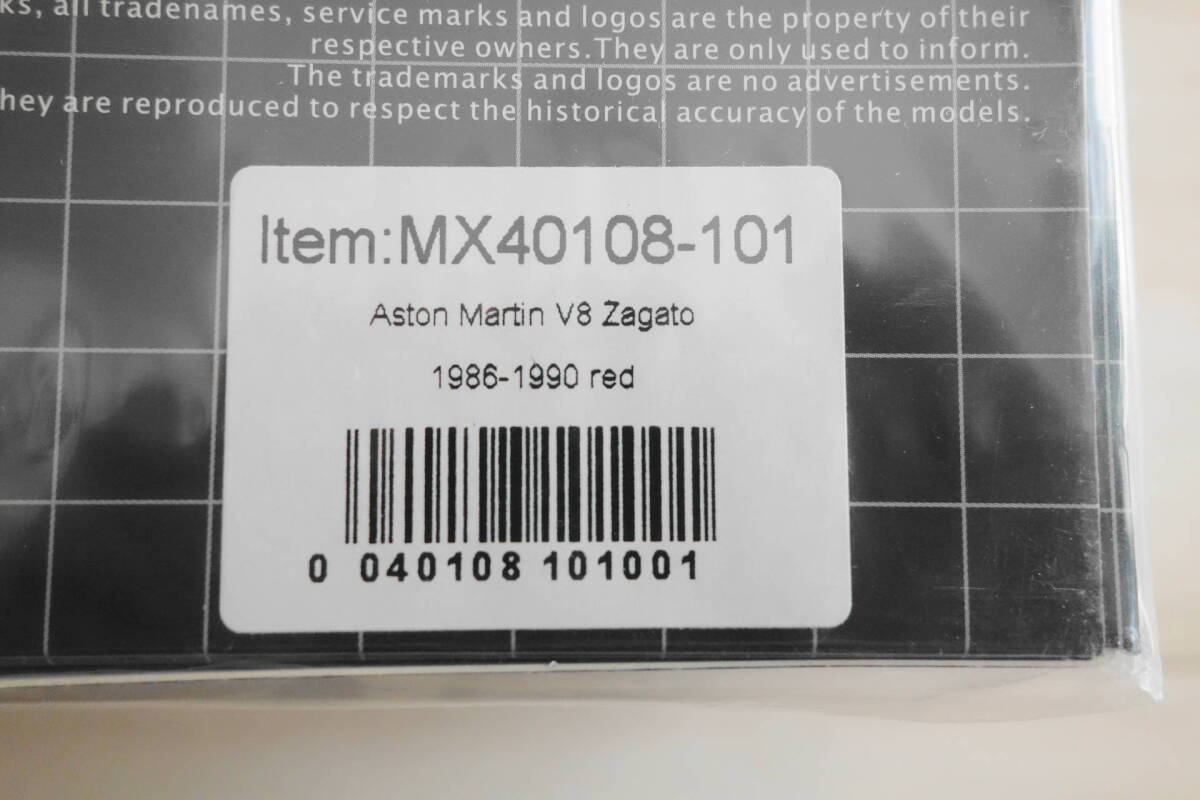 all tradenames, service marks and logos are the property of their
respective owners.They are only used to inform.
The trademarks and logos are no advertisements.
hey are reproduced to respect the historical accuracy of the models.
Item:MX40108-101
Aston Martin V8 Zagato
1986-1990 red
0 040108 101001